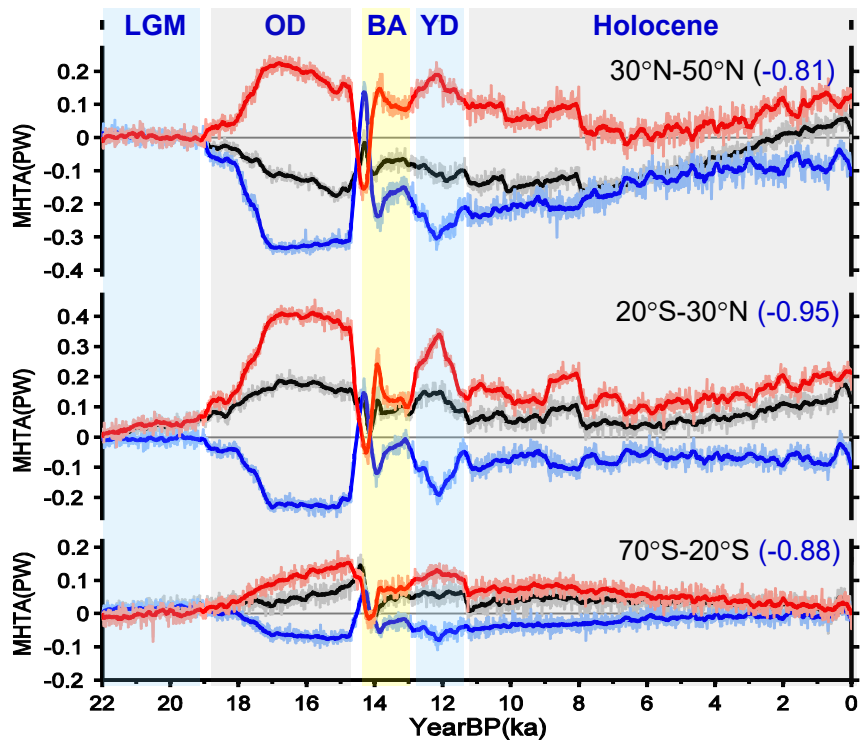 LGM OD BA YD Holocene
30°N-50°N (-0.81)
MHTA(PW)
0.2
0.1
0
-0.1
-0.2
-0.3
-0.4
20°S-30°N (-0.95)
MHTA(PW)
0.4
0.3
0.2
0.1
0
-0.1
-0.2
70°S-20°S (-0.88)
MHTA(PW)
0.2
0.1
0
-0.1
-0.2
22 20 18 16 14 12 10 8 6 4 2 0
YearBP(ka)